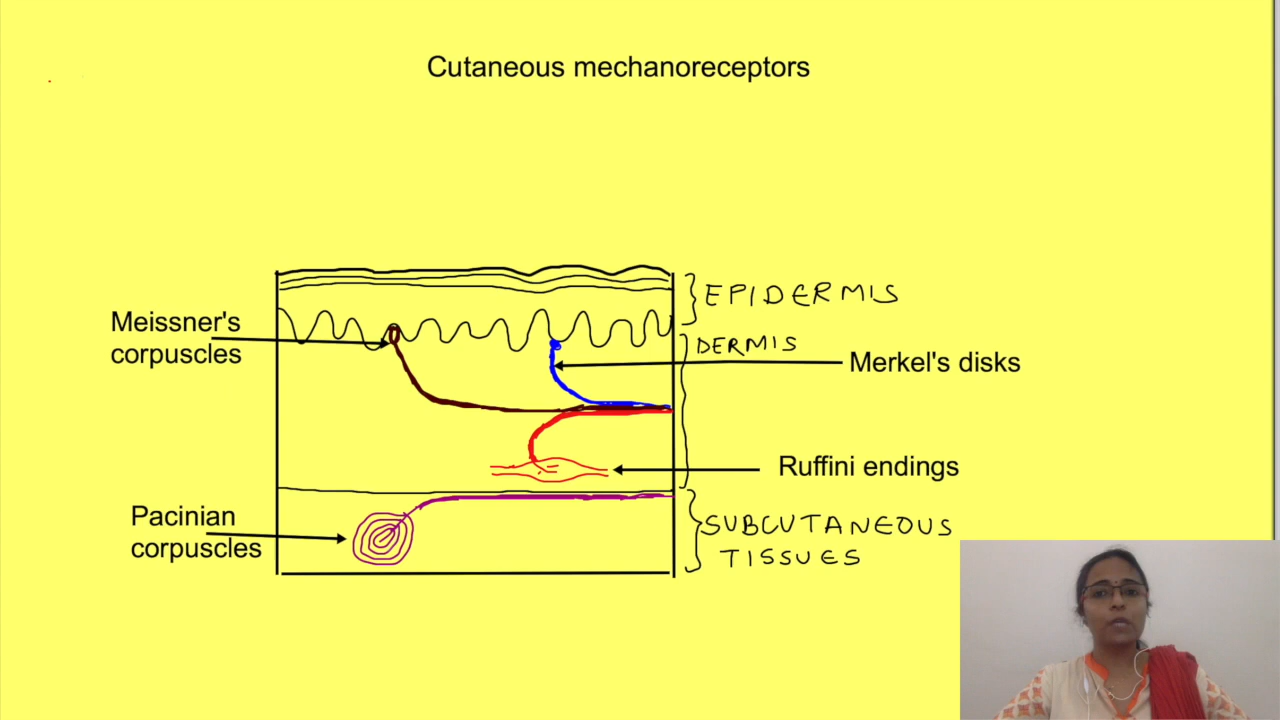 Cutaneous mechanoreceptors
EPIDERMIS
Meissner's
corpuscles
DERMIS
Merkel's disks
Ruffini endings
Pacinian
corpuscles
SUBCUTANEOUS
TISSUES